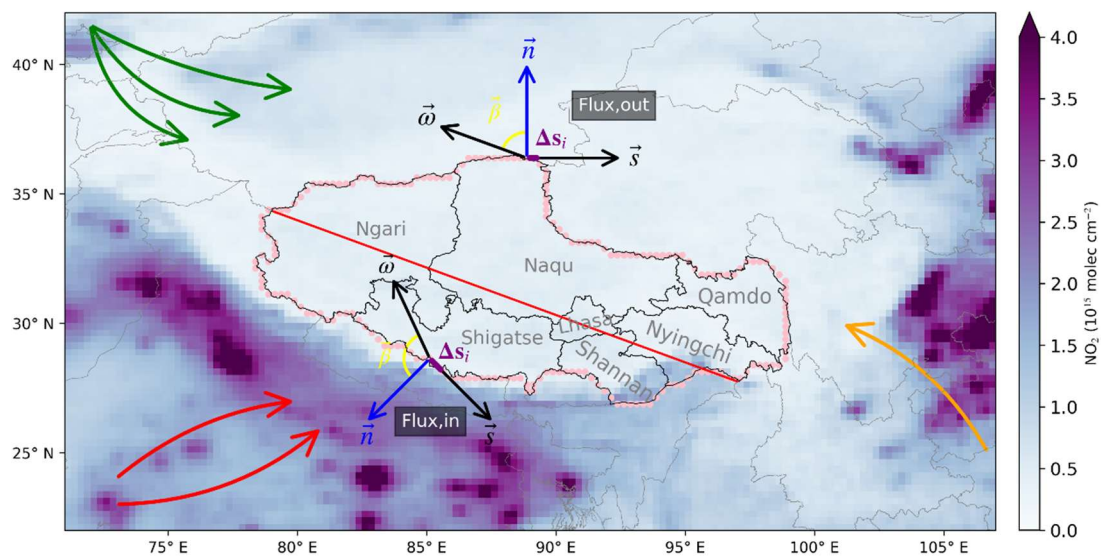 40° N
35° N
30° N
25° N
75° E
80° E
85° E
90° E
95° E
100° E
105° E
n⃗
Flux,out
β⃗
ω⃗
Δsᵢ
s⃗
Ngari
Naqu
ω⃗
Qamdo
Shigatse
Lhasa
Nyingchi
Shannan
Δsᵢ
Flux,in
n⃗
s⃗
4.0
3.5
3.0
2.5
2.0
1.5
1.0
0.5
0.0
NO₂ (10¹⁵ molec cm⁻²)